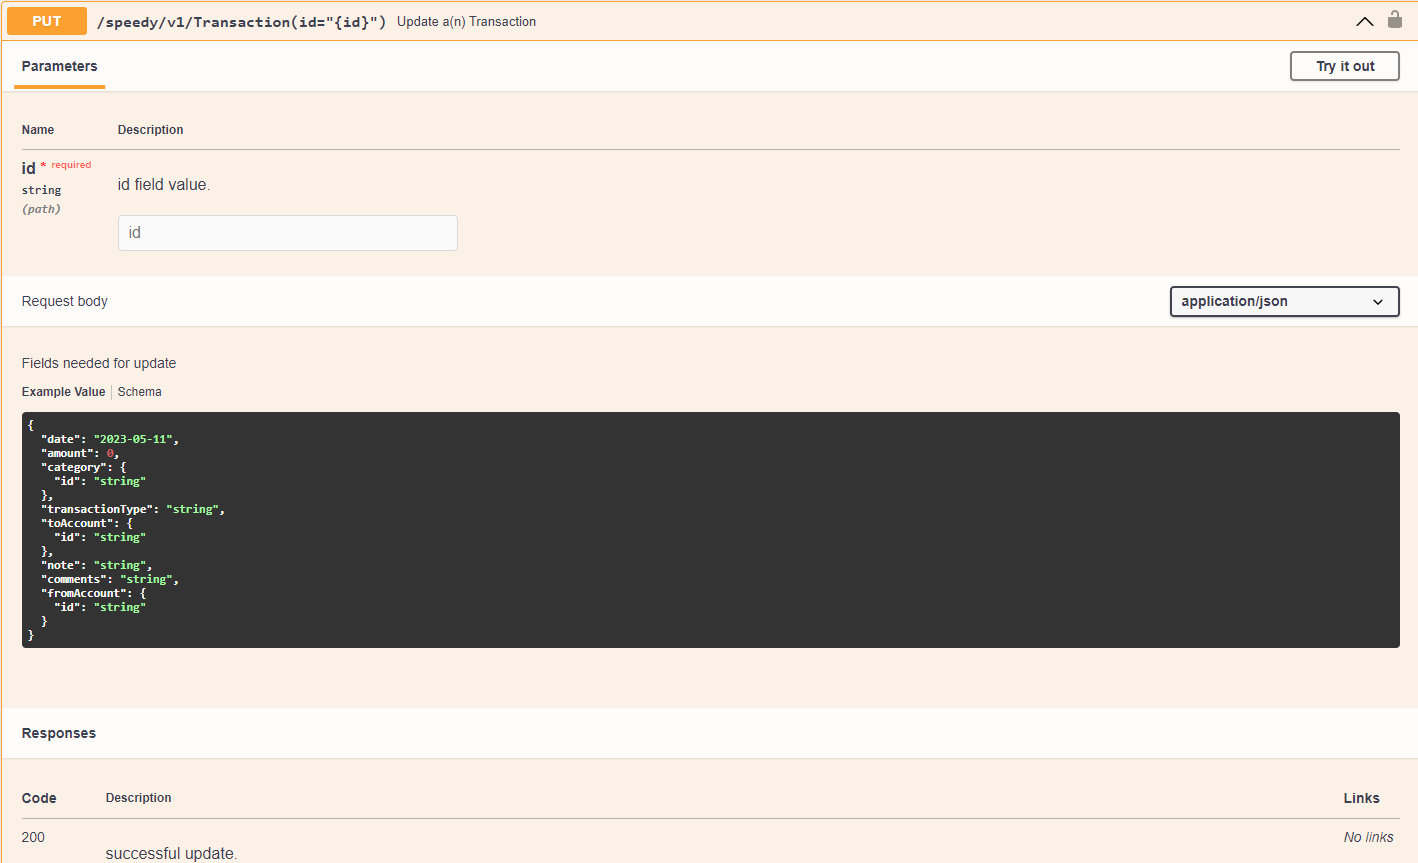 PUT /speedy/v1/Transaction(id="{id}") Update a(n) Transaction
Parameters
Try it out
Name Description
id * required
string
(path)
id field value.
id
Request body
application/json
Fields needed for update
Example Value Schema
{
"date": "2023-05-11",
"amount": 0,
"category": {
"id": "string"
},
"transactionType": "string",
"toAccount": {
"id": "string"
},
"note": "string",
"comments": "string",
"fromAccount": {
"id": "string"
}
}
Responses
Code Description Links
200 No links
successful update.